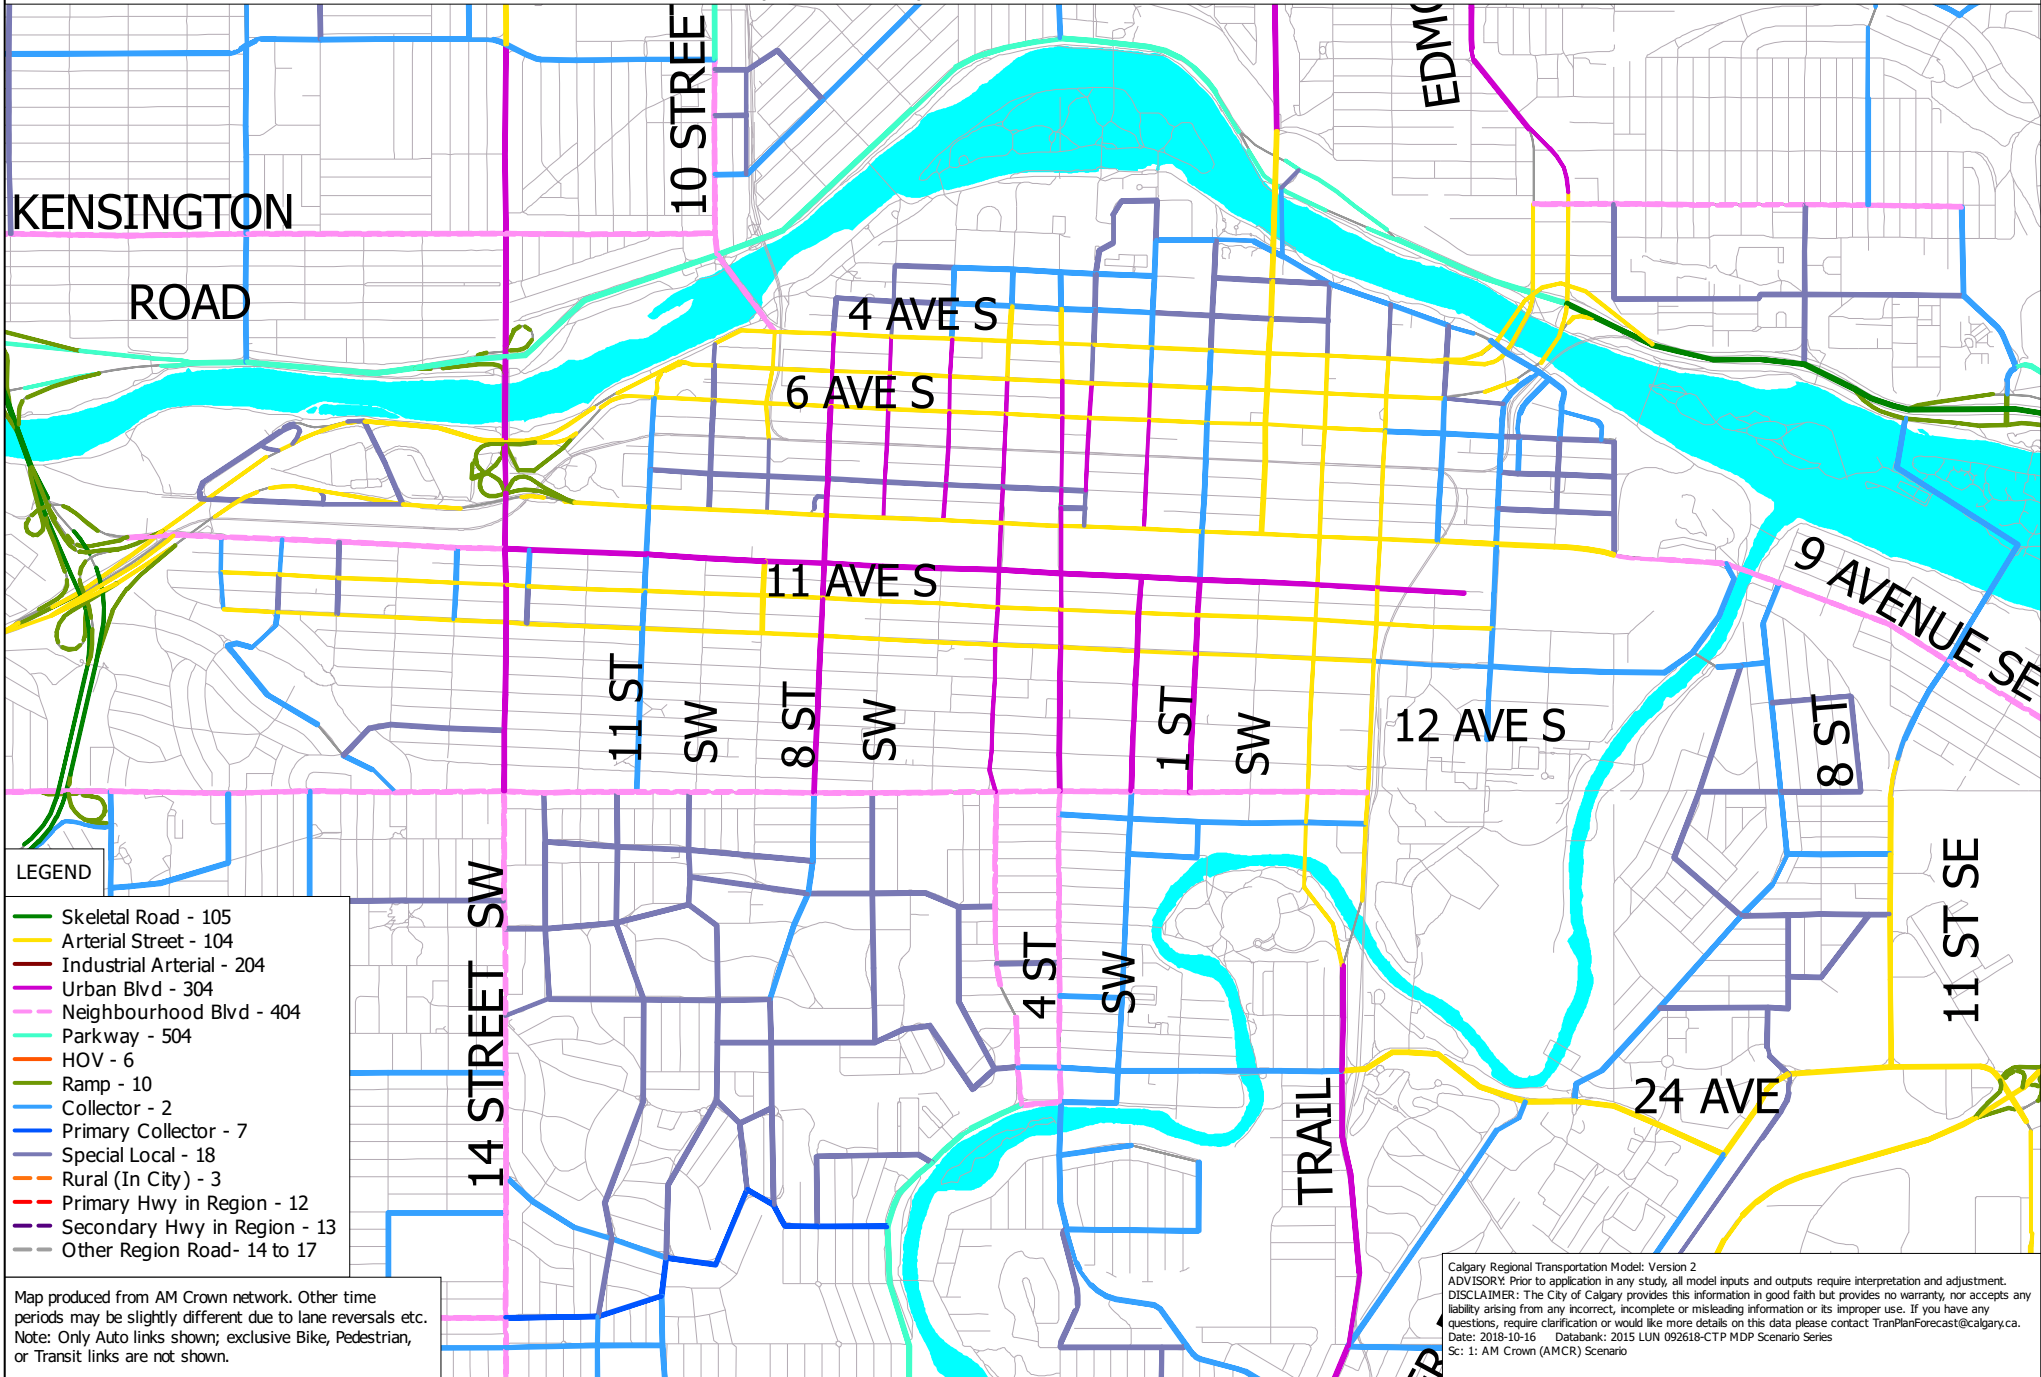 10 STREET
EDMO
KENSINGTON
ROAD
4 AVE S
6 AVE S
11 AVE S
9 AVENUE SE
11 ST
SW
8 ST
SW
1 ST
SW
12 AVE S
8 ST
14 STREET SW
4 ST
SW
11 ST SE
24 AVE
TRAIL
LEGEND
Skeletal Road - 105
Arterial Street - 104
Industrial Arterial - 204
Urban Blvd - 304
Neighbourhood Blvd - 404
Parkway - 504
HOV - 6
Ramp - 10
Collector - 2
Primary Collector - 7
Special Local - 18
Rural (In City) - 3
Primary Hwy in Region - 12
Secondary Hwy in Region - 13
Other Region Road- 14 to 17
Map produced from AM Crown network. Other time
periods may be slightly different due to lane reversals etc.
Note: Only Auto links shown; exclusive Bike, Pedestrian,
or Transit links are not shown.
Calgary Regional Transportation Model: Version 2
ADVISORY: Prior to application in any study, all model inputs and outputs require interpretation and adjustment.
DISCLAIMER: The City of Calgary provides this information in good faith but provides no warranty, nor accepts any
liability arising from any incorrect, incomplete or misleading information or its improper use. If you have any
questions, require clarification or would like more details on this data please contact TranPlanForecast@calgary.ca.
Date: 2018-10-16 Databank: 2015 LUN 092618-CTP MDP Scenario Series
Sc: 1: AM Crown (AMCR) Scenario